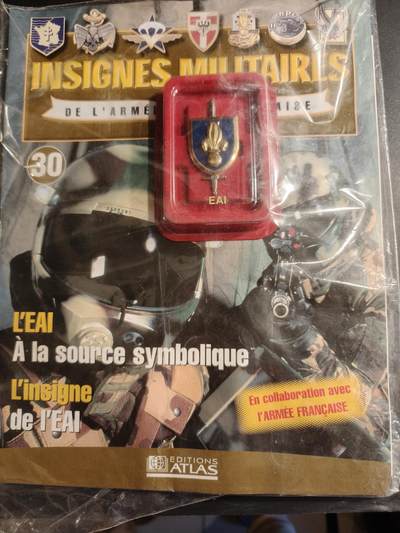 INSIGNES MILITAIRES
DE L'ARMÉE
AISE
30
EAI
L'EAI
À la source symbolique
L'insigne
de l'EAI
En collaboration avec
l'ARMÉE FRANÇAISE
EDITIONS
ATLAS